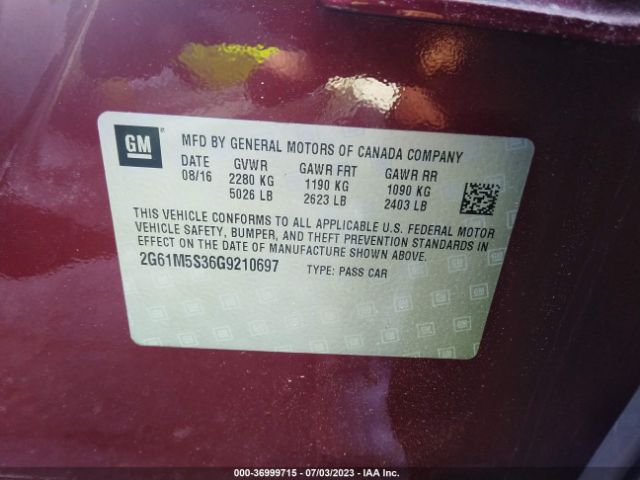 GM
MFD BY GENERAL MOTORS OF CANADA COMPANY
DATE GVWR GAWR FRT GAWR RR
08/16 2280 KG 1190 KG 1090 KG
5026 LB 2623 LB 2403 LB
THIS VEHICLE CONFORMS TO ALL APPLICABLE U.S. FEDERAL MOTOR
VEHICLE SAFETY, BUMPER, AND THEFT PREVENTION STANDARDS IN
EFFECT ON THE DATE OF MANUFACTURE SHOWN ABOVE.
2G61M5S36G9210697 TYPE: PASS CAR
000-36999715 - 07/03/2023 - IAA Inc.